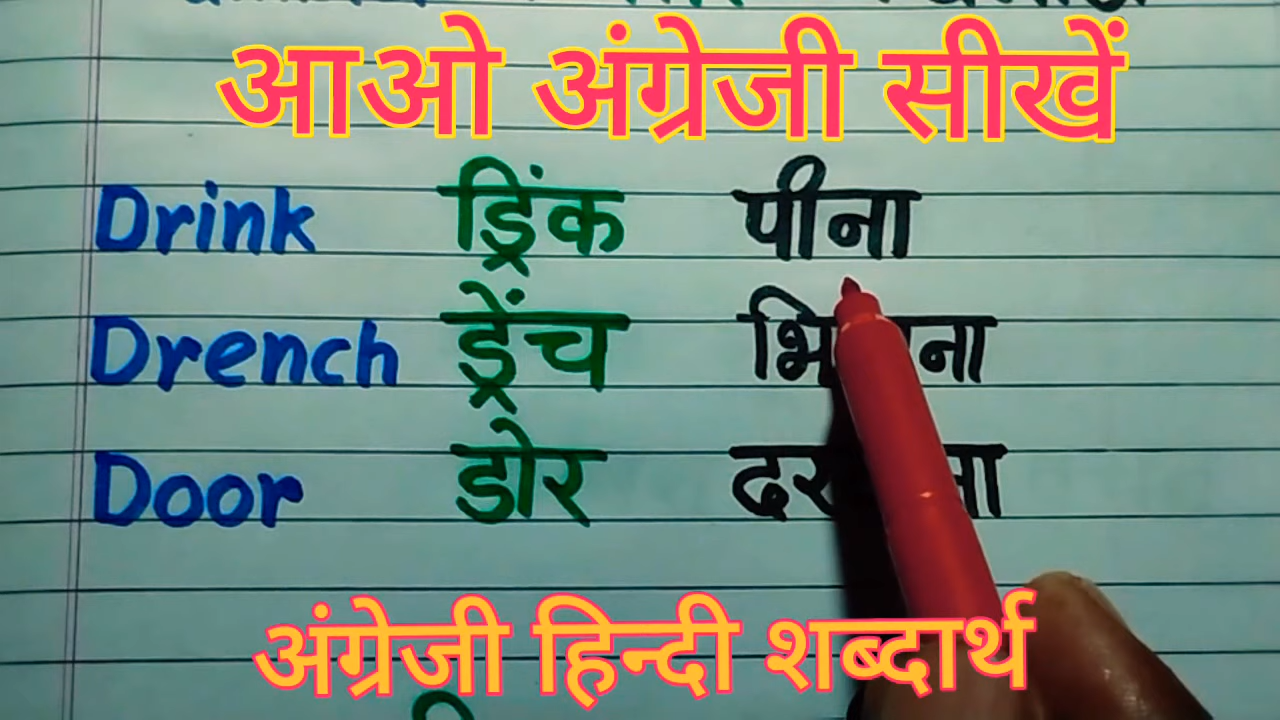 आओ अंग्रेजी सीखें
Drink ड्रिंक पीना
Drench ड्रेंच
Door डोर
अंग्रेजी हिन्दी शब्दार्थ